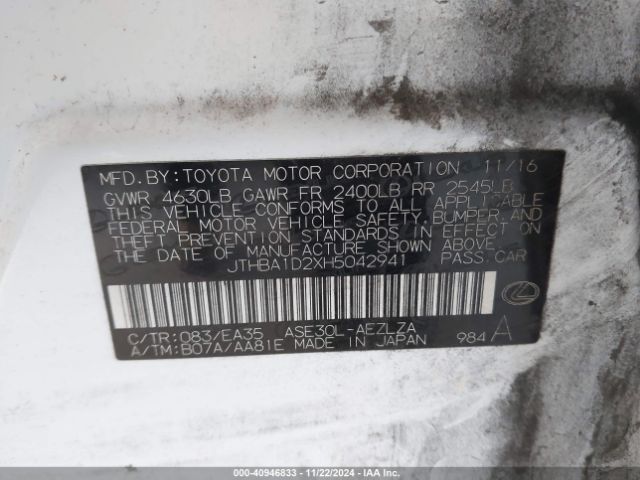 MFD. BY: TOYOTA MOTOR CORPORATION 11/16
GVWR 4630LB GAWR FR 2400LB RR 2545LB
THIS VEHICLE CONFORMS TO ALL APPLICABLE
FEDERAL MOTOR VEHICLE SAFETY, BUMPER, AND
THEFT PREVENTION STANDARDS IN EFFECT ON
THE DATE OF MANUFACTURE SHOWN ABOVE.
JTHBA1D2XH5042941 PASS. CAR
C/TR: 083/EA35 ASE30L-AEZLZA
A/TM: B07A/AA81E MADE IN JAPAN 984 A
000-40946833 - 11/22/2024 - IAA Inc.